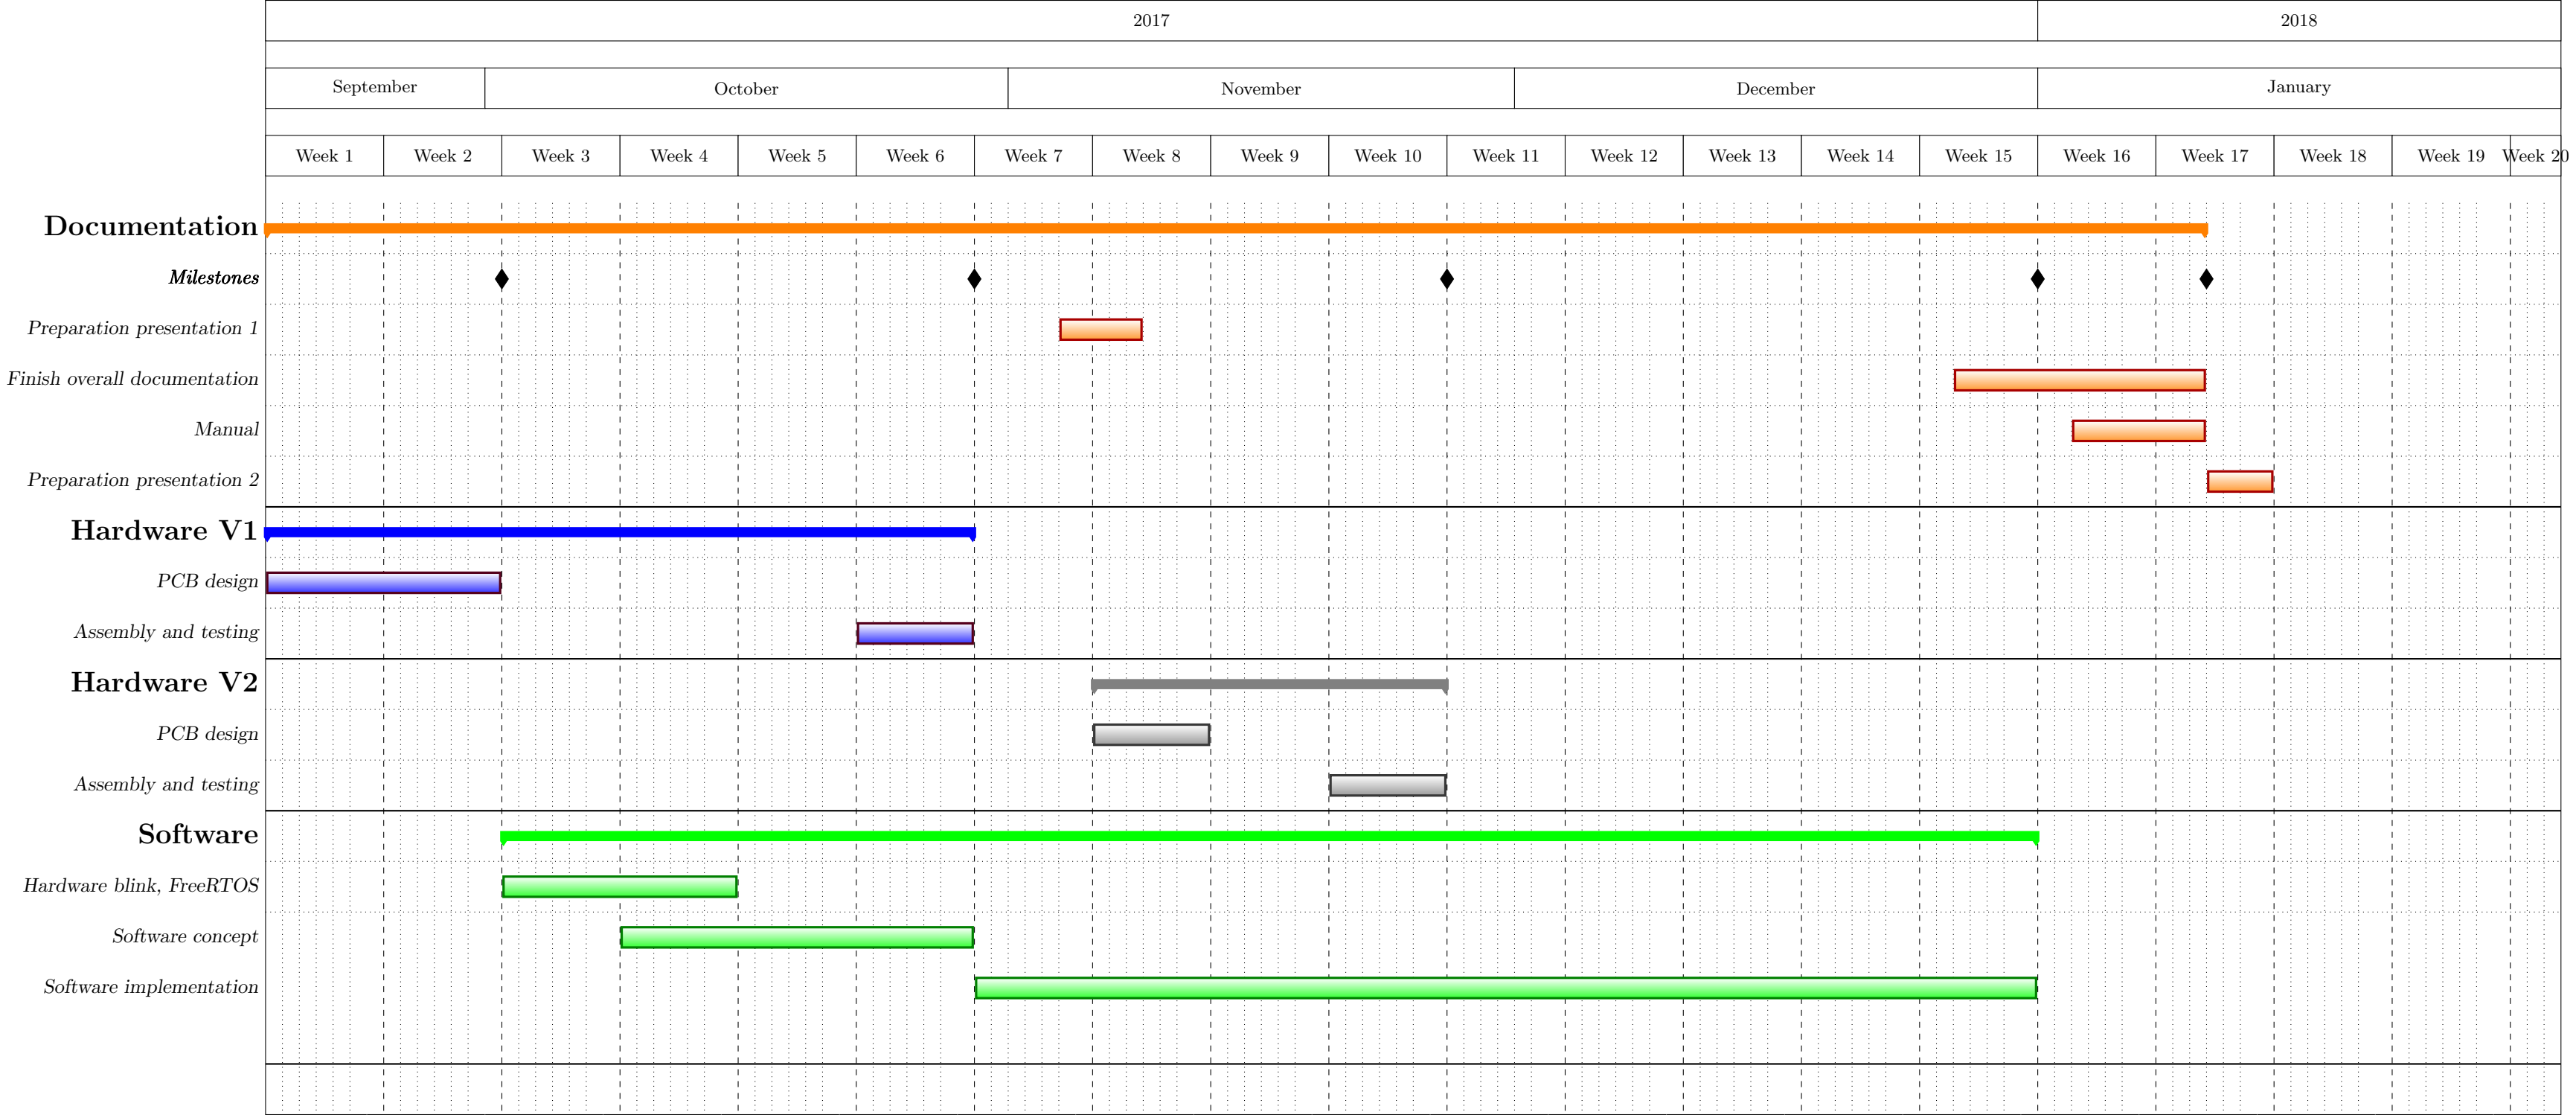 2017 2018
September October November December January
Week 1 Week 2 Week 3 Week 4 Week 5 Week 6 Week 7 Week 8 Week 9 Week 10 Week 11 Week 12 Week 13 Week 14 Week 15 Week 16 Week 17 Week 18 Week 19 Week 20
Documentation
Milestones
Preparation presentation 1
Finish overall documentation
Manual
Preparation presentation 2
Hardware V1
PCB design
Assembly and testing
Hardware V2
PCB design
Assembly and testing
Software
Hardware blink, FreeRTOS
Software concept
Software implementation